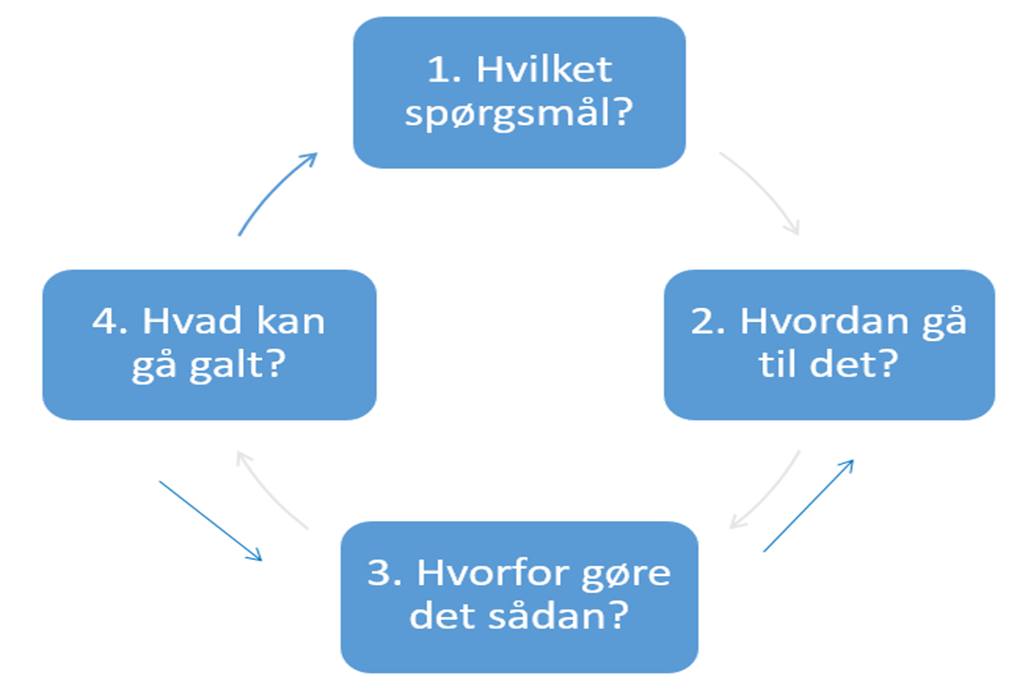 1. Hvilket
spørgsmål?
2. Hvordan gå
til det?
3. Hvorfor gøre
det sådan?
4. Hvad kan
gå galt?